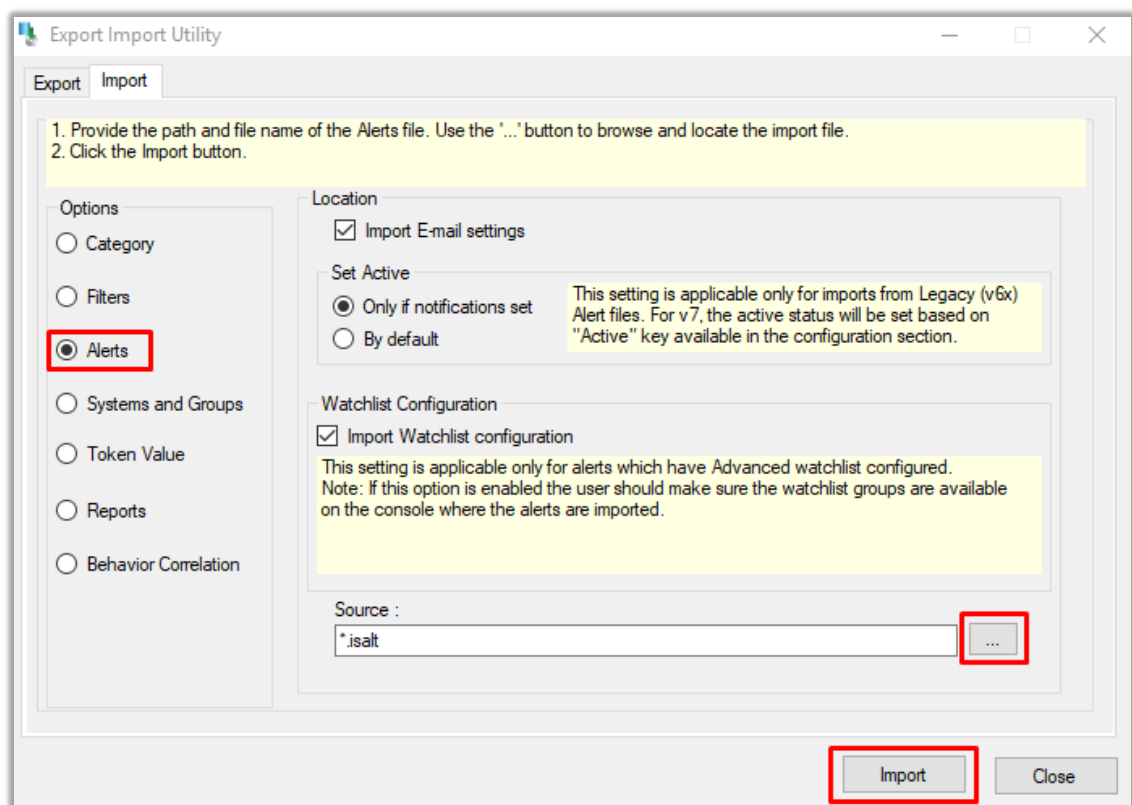 Export Import Utility
Export
Import
1. Provide the path and file name of the Alerts file. Use the '...' button to browse and locate the import file.
2. Click the Import button.
Options
Category
Filters
Alerts
Systems and Groups
Token Value
Reports
Behavior Correlation
Location
Import E-mail settings
Set Active
Only if notifications set
By default
This setting is applicable only for imports from Legacy (v6x)
Alert files. For v7, the active status will be set based on
"Active" key available in the configuration section.
Watchlist Configuration
Import Watchlist configuration
This setting is applicable only for alerts which have Advanced watchlist configured.
Note: If this option is enabled the user should make sure the watchlist groups are available
on the console where the alerts are imported.
Source :
*.isalt
...
Import
Close